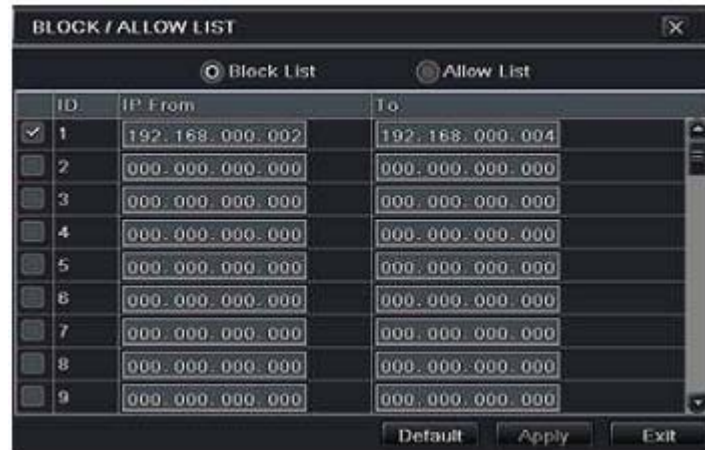 BLOCK / ALLOW LIST
Block List Allow List
ID IP From To
1 192.168.000.002 192.168.000.004
2 000.000.000.000 000.000.000.000
3 000.000.000.000 000.000.000.000
4 000.000.000.000 000.000.000.000
5 000.000.000.000 000.000.000.000
6 000.000.000.000 000.000.000.000
7 000.000.000.000 000.000.000.000
8 000.000.000.000 000.000.000.000
9 000.000.000.000 000.000.000.000
Default Apply Exit